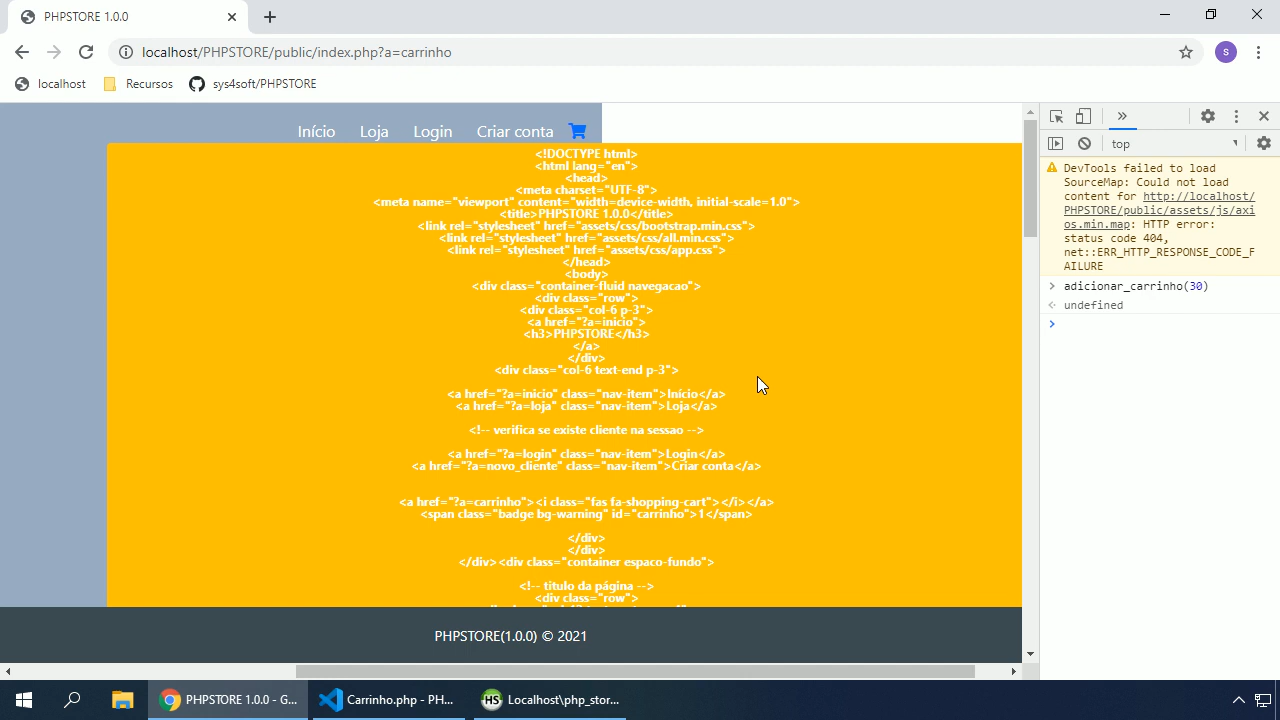 PHPSTORE 1.0.0
localhost/PHPSTORE/public/index.php?a=carrinho
S
localhost
Recursos
sys4soft/PHPSTORE
Início
Loja
Login
Criar conta
<!DOCTYPE html>
<html lang="en">
<head>
<meta charset="UTF-8">
<meta name="viewport" content="width=device-width, initial-scale=1.0">
<title>PHPSTORE 1.0.0</title>
<link rel="stylesheet" href="assets/css/bootstrap.min.css">
<link rel="stylesheet" href="assets/css/all.min.css">
<link rel="stylesheet" href="assets/css/app.css">
</head>
<body>
<div class="container-fluid navegacao">
<div class="row">
<div class="col-6 p-3">
<a href="?a=inicio">
<h3>PHPSTORE</h3>
</a>
</div>
<div class="col-6 text-end p-3">
<a href="?a=inicio" class="nav-item">Início</a>
<a href="?a=loja" class="nav-item">Loja</a>
<!-- verifica se existe cliente na sessao -->
<a href="?a=login" class="nav-item">Login</a>
<a href="?a=novo_cliente" class="nav-item">Criar conta</a>
<a href="?a=carrinho"><i class="fas fa-shopping-cart"></i></a>
<span class="badge bg-warning" id="carrinho">1</span>
</div>
</div>
</div><div class="container espaco-fundo">
<!-- título da página -->
<div class="row">
PHPSTORE(1.0.0) © 2021
top
DevTools failed to load
SourceMap: Could not load
content for http://localhost/
PHPSTORE/public/assets/js/axi
os.min.map: HTTP error:
status code 404,
net::ERR_HTTP_RESPONSE_CODE_F
AILURE
adicionar_carrinho(30)
undefined
PHPSTORE 1.0.0 - G...
Carrinho.php - PH...
HS
Localhost\php_stor...